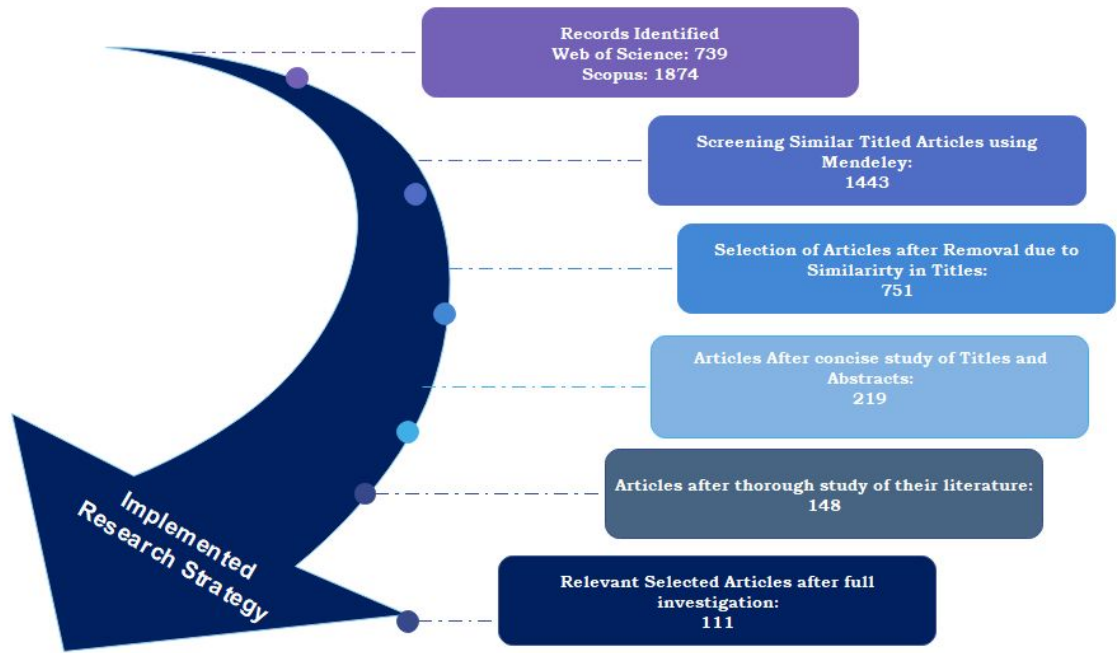 Records Identified
Web of Science: 739
Scopus: 1874
Screening Similar Titled Articles using
Mendeley:
1443
Selection of Articles after Removal due to
Similarirty in Titles:
751
Articles After concise study of Titles and
Abstracts:
219
Articles after thorough study of their literature:
148
Relevant Selected Articles after full
investigation:
111
Implemented
Research Strategy